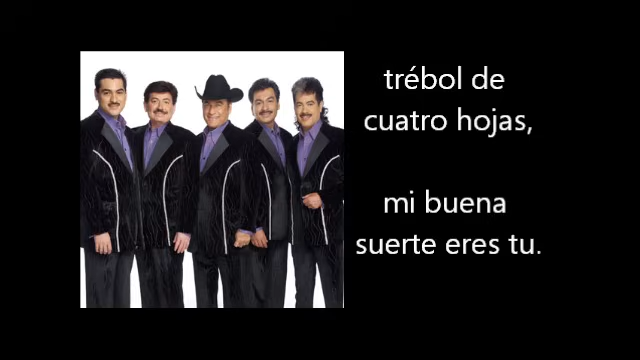 trébol de
cuatro hojas,
mi buena
suerte eres tu.